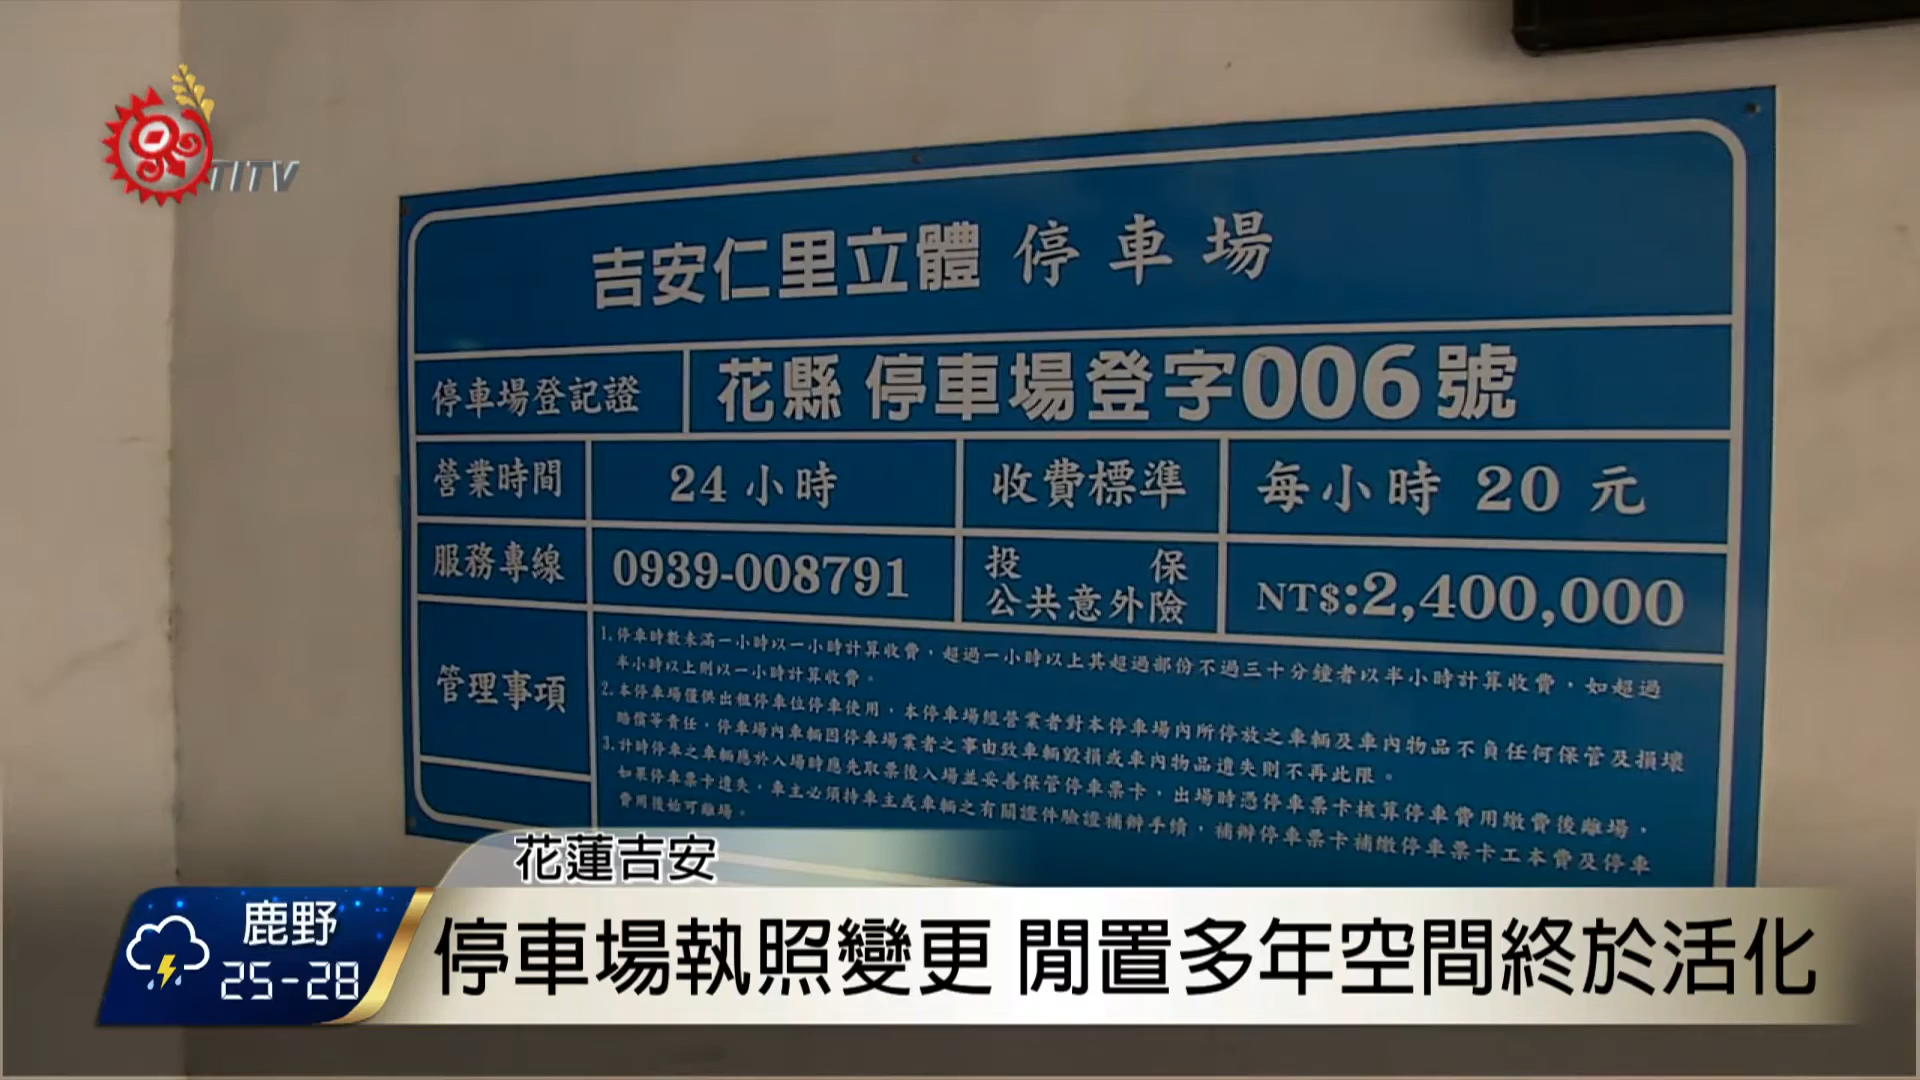 TITV
吉安仁里立體 停車場
停車場登記證 花縣 停車場登字006號
營業時間 24 小時 收費標準 每小時 20 元
服務專線 0939-008791 投保公共意外險 NT$:2,400,000
管理事項
1.停車時數未滿一小時以一小時計算收費，超過一小時以上其超過部份不過三十分鐘者以半小時計算收費，如超過
半小時以上則以一小時計算收費。
2.本停車場僅供出租停車位停車使用，本停車場經營業者對本停車場內所停放之車輛及車內物品不負任何保管及損壞
賠償等責任，停車場內車輛因停車場業者之事由致車輛毀損或車內物品遺失則不再此限。
3.計時停車之車輛應於入場時應先取票後入場並妥善保管停車票卡，出場時憑停車票卡核算停車費用繳費後離場，
如果停車票卡遺失，車主必須持車主或車輛之有關證件驗證補辦手續，補辦停車票卡補繳停車票卡工本費及停車
費用後始可離場。
花蓮吉安
鹿野
25-28
停車場執照變更 閒置多年空間終於活化